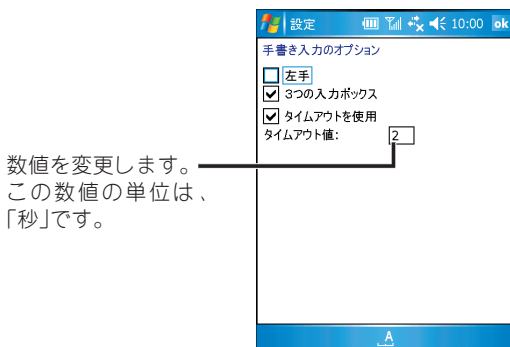 設定 10:00 ok
手書き入力のオプション
左手
3つの入力ボックス
タイムアウトを使用
タイムアウト値: 2
数値を変更します。
この数値の単位は、
「秒」です。
A